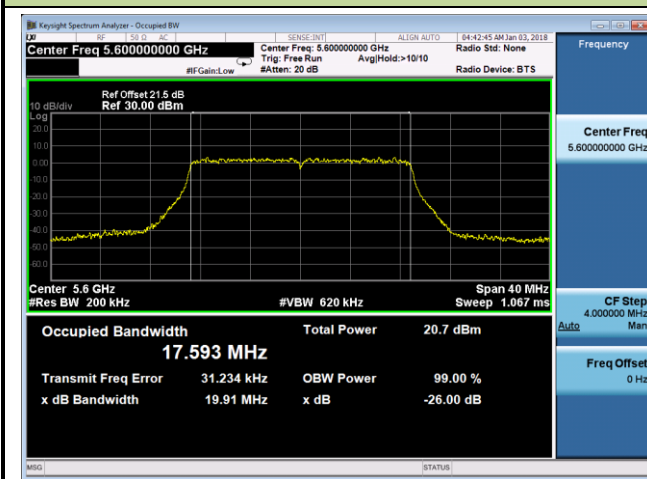 Keysight Spectrum Analyzer - Occupied BW
LXI RF 50 Ω AC SENSE:INT ALIGN AUTO 04:42:45 AM Jan 03, 2018
Center Freq 5.600000000 GHz Center Freq: 5.600000000 GHz Radio Std: None
Trig: Free Run Avg|Hold:>10/10
#IFGain:Low #Atten: 20 dB Radio Device: BTS
Ref Offset 21.5 dB
10 dB/div Ref 30.00 dBm
Log
20.0
10.0
0.00
-10.0
-20.0
-30.0
-40.0
-50.0
-60.0
Center 5.6 GHz Span 40 MHz
#Res BW 200 kHz #VBW 620 kHz Sweep 1.067 ms
Occupied Bandwidth Total Power 20.7 dBm
17.593 MHz
Transmit Freq Error 31.234 kHz OBW Power 99.00 %
x dB Bandwidth 19.91 MHz x dB -26.00 dB
MSG STATUS
Frequency
Center Freq
5.600000000 GHz
CF Step
4.000000 MHz
Auto Man
Freq Offset
0 Hz